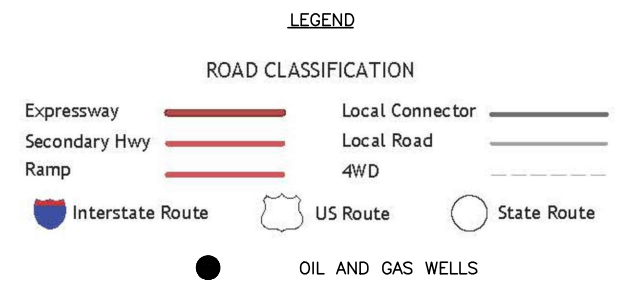 LEGEND
ROAD CLASSIFICATION
Expressway
Local Connector
Secondary Hwy
Local Road
Ramp
4WD
Interstate Route
US Route
State Route
OIL AND GAS WELLS